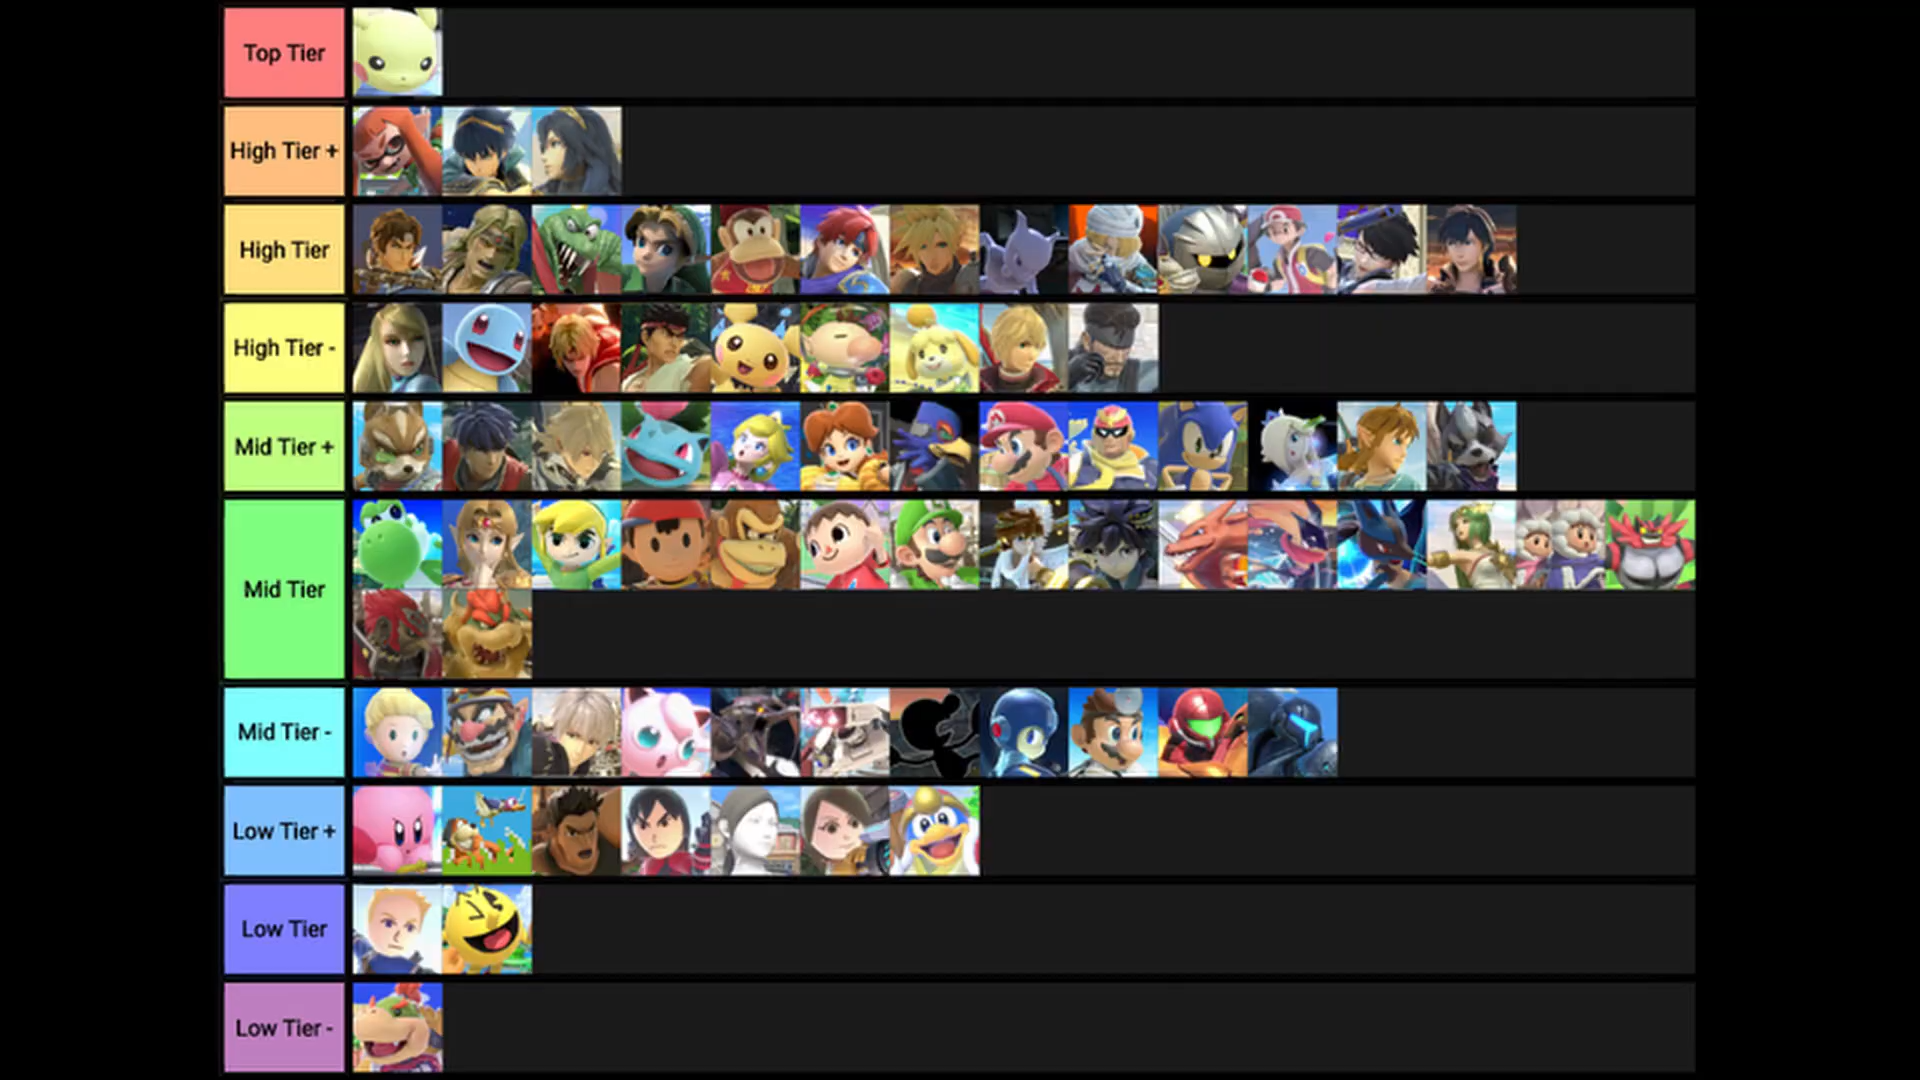 Top Tier
High Tier +
High Tier
High Tier -
Mid Tier +
Mid Tier
Mid Tier -
Low Tier +
Low Tier
Low Tier -